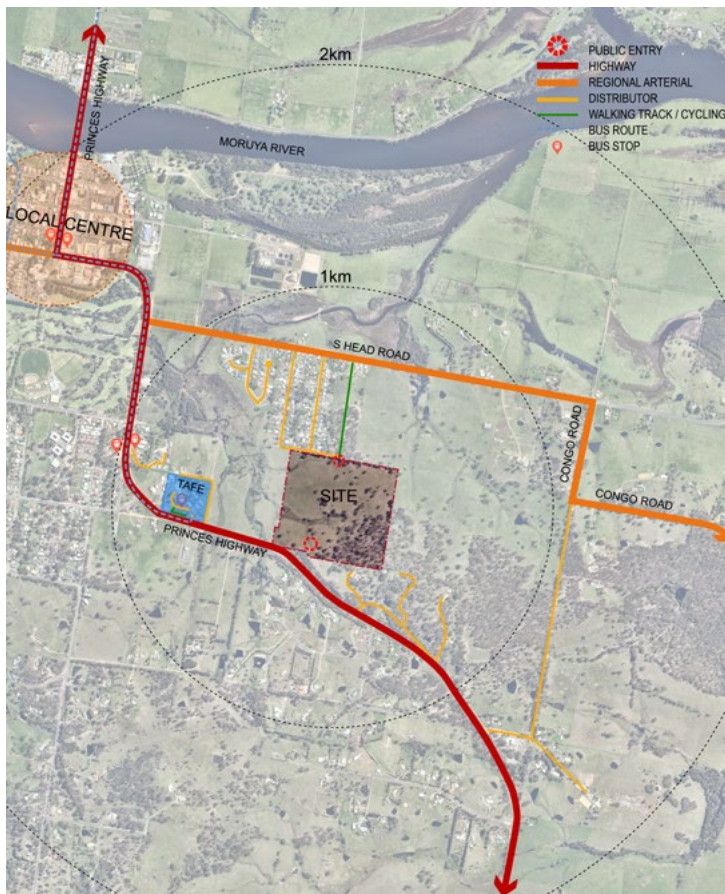 2km
PUBLIC ENTRY
HIGHWAY
REGIONAL ARTERIAL
DISTRIBUTOR
WALKING TRACK / CYCLING
BUS ROUTE
BUS STOP
PRINCES HIGHWAY
MORUYA RIVER
LOCAL CENTRE
1km
S HEAD ROAD
CONGO ROAD
CONGO ROAD
TAFE
SITE
PRINCES HIGHWAY